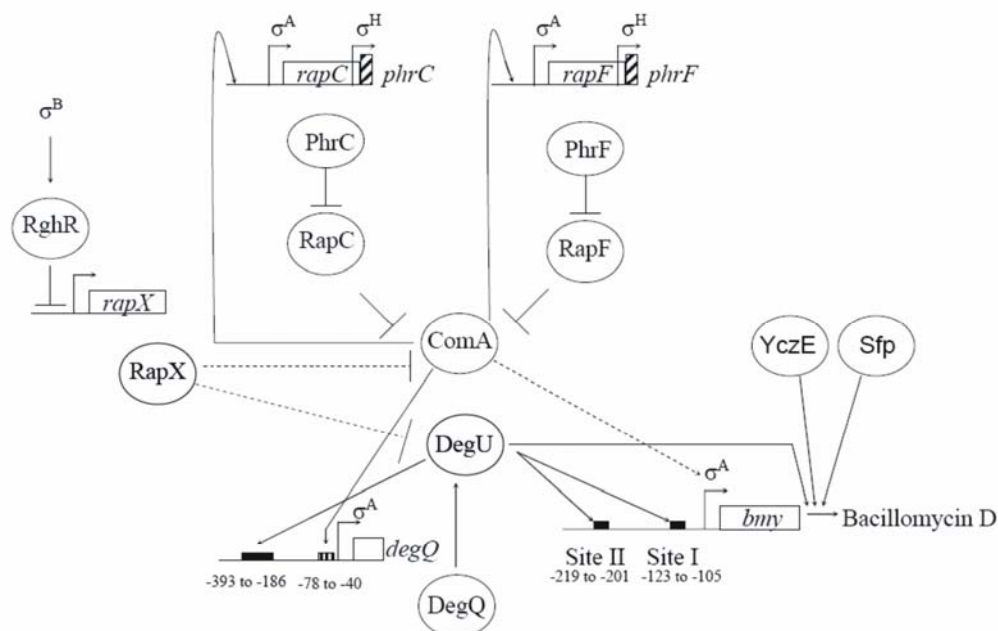 σA σH σA σH
rapC phrC rapF phrF
σB
PhrC PhrF
RghR
RapC RapF
rapX
ComA
YczE Sfp
RapX
DegU
σA
σA
bmy Bacillomycin D
degQ
Site II Site I
-393 to -186 -78 to -40 -219 to -201 -123 to -105
DegQ